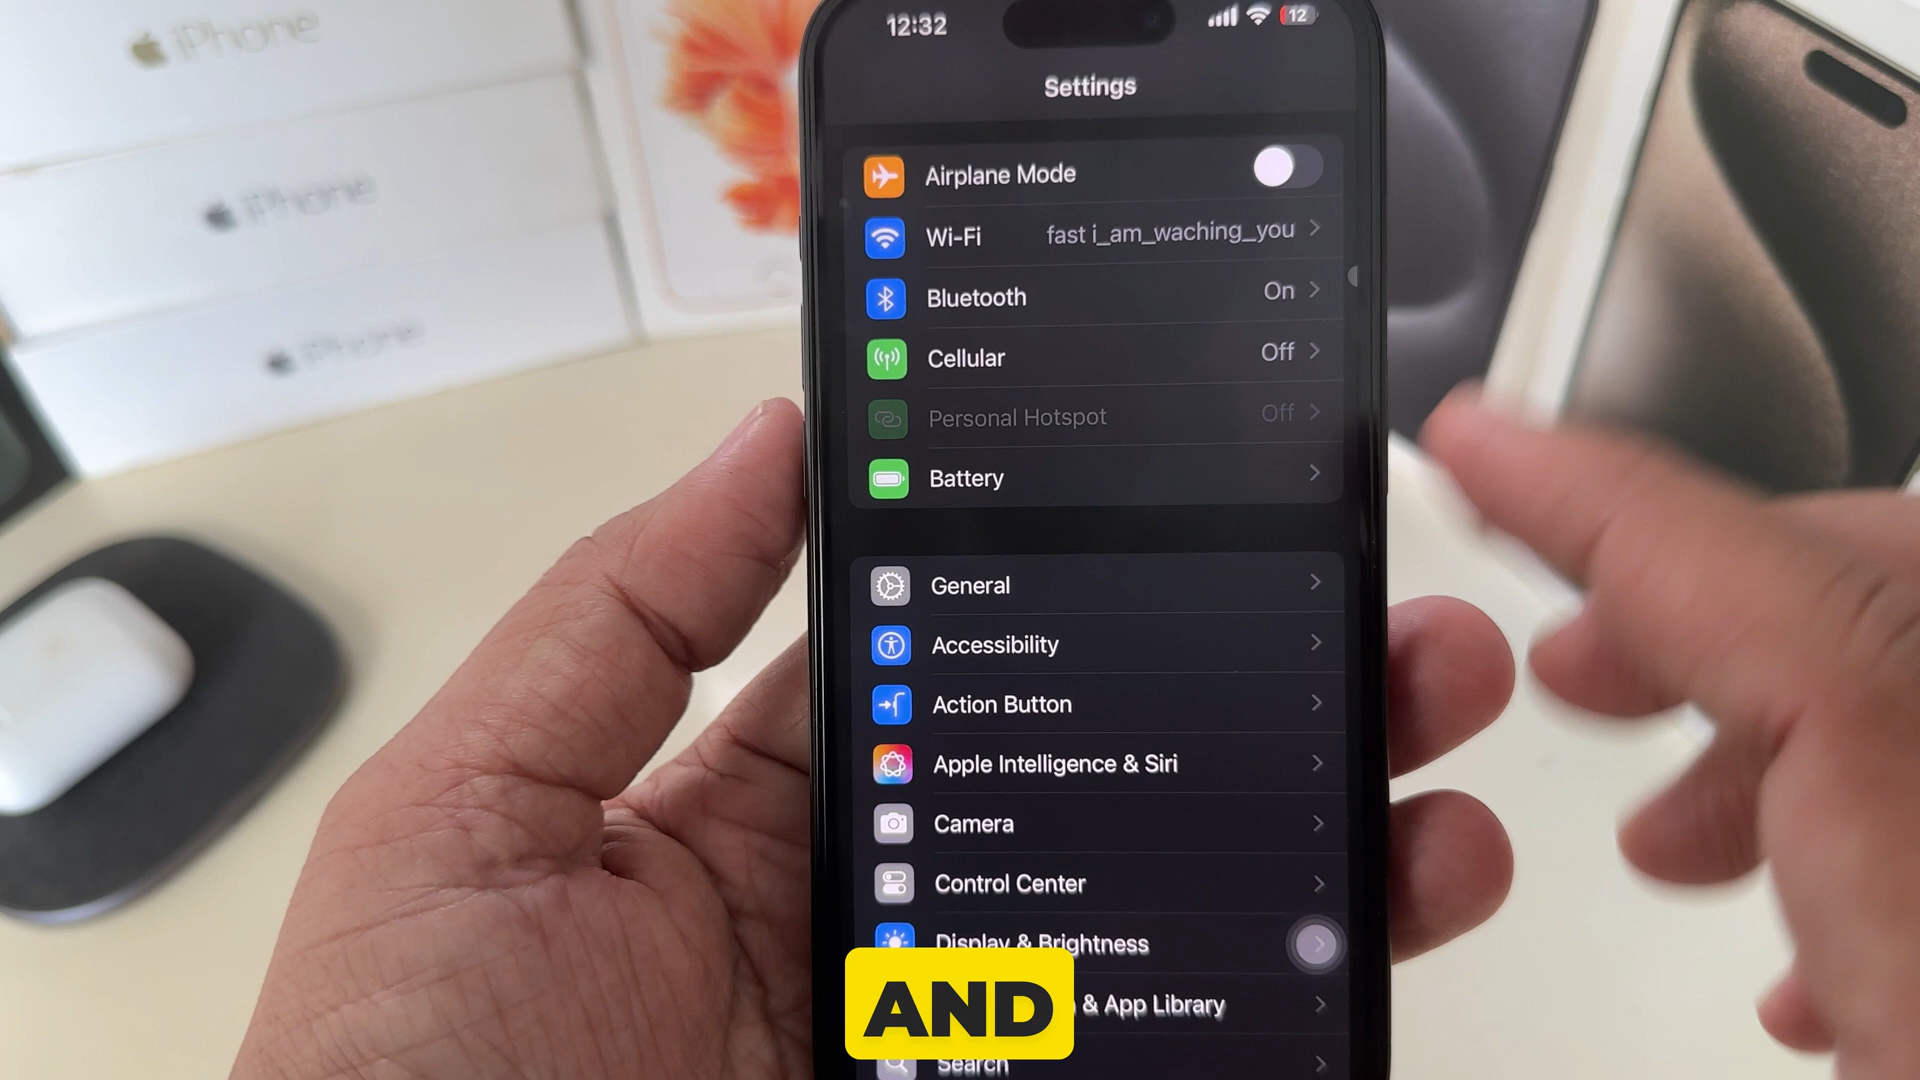 iPhone
iPhone
iPhone
12:32
12
Settings
Airplane Mode
Wi-Fi fast i_am_waching_you
Bluetooth On
Cellular Off
Personal Hotspot Off
Battery
General
Accessibility
Action Button
Apple Intelligence & Siri
Camera
Control Center
Display & Brightness
& App Library
Search
AND